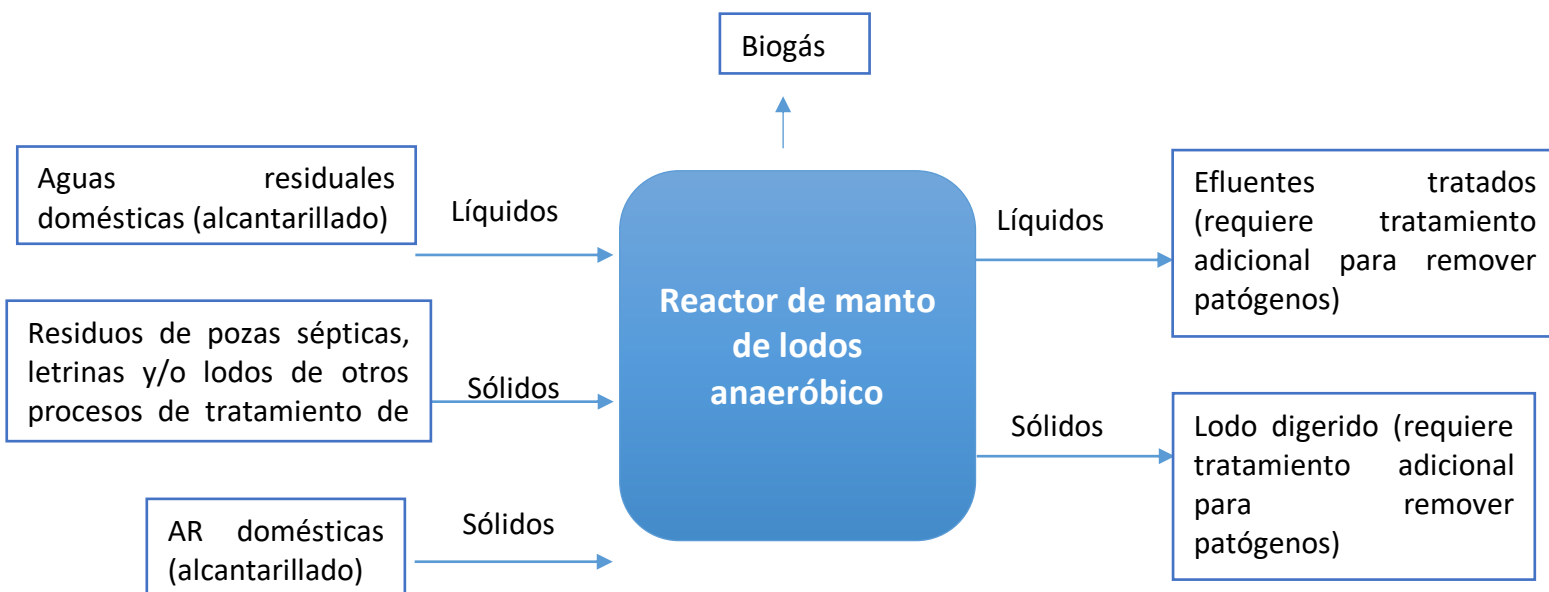 Biogás
Aguas residuales
domésticas (alcantarillado)
Líquidos
Residuos de pozas sépticas,
letrinas y/o lodos de otros
procesos de tratamiento de
Sólidos
AR domésticas
(alcantarillado)
Sólidos
Reactor de manto
de lodos
anaeróbico
Líquidos
Efluentes tratados
(requiere tratamiento
adicional para remover
patógenos)
Sólidos
Lodo digerido (requiere
tratamiento adicional
para remover
patógenos)